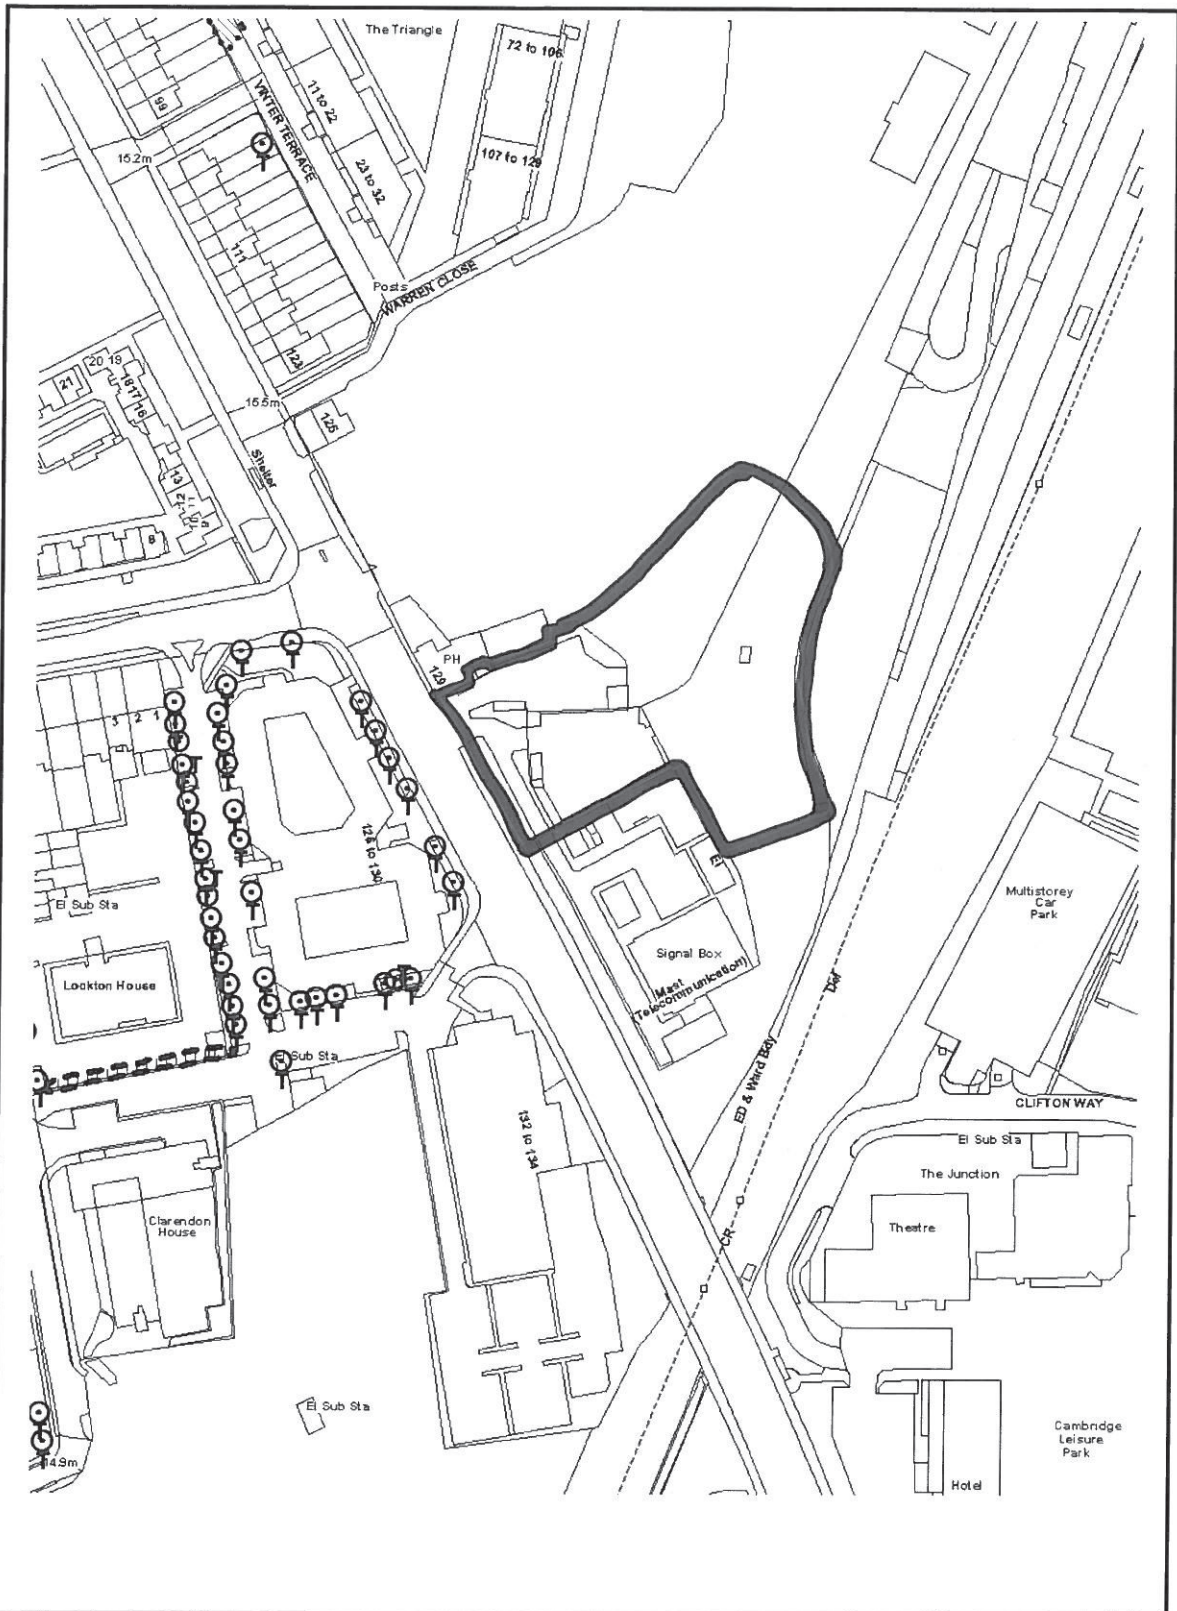 The Triangle
72 to 106
99
VINTER TERRACE
11 to 22
15.2m
107 to 129
23 to 32
111
Posts
WARREN CLOSE
123
20 19
21
18
17
16
15.5m
125
Shelter
13
12
11
8
PH
129
3 2 1
126 to 130
El Sub Sta
El
Multistorey
Car
Park
Signal Box
Mast
(Telecommunication)
Lockton House
Def
El Sub Sta
ED & Ward Bdy
CLIFTON WAY
El Sub Sta
132 to 134
The Junction
Clarendon
House
Theatre
CR
El Sub Sta
Cambridge
Leisure
Park
14.9m
Hotel